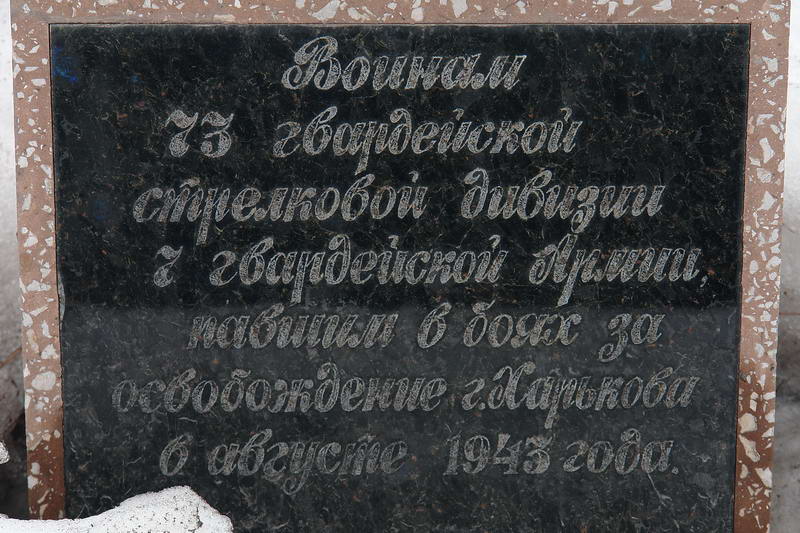 Воинам
73 гвардейской
стрелковой дивизии
7 гвардейской Армии,
павшим в боях за
освобождение г. Харькова
в августе 1943 года.